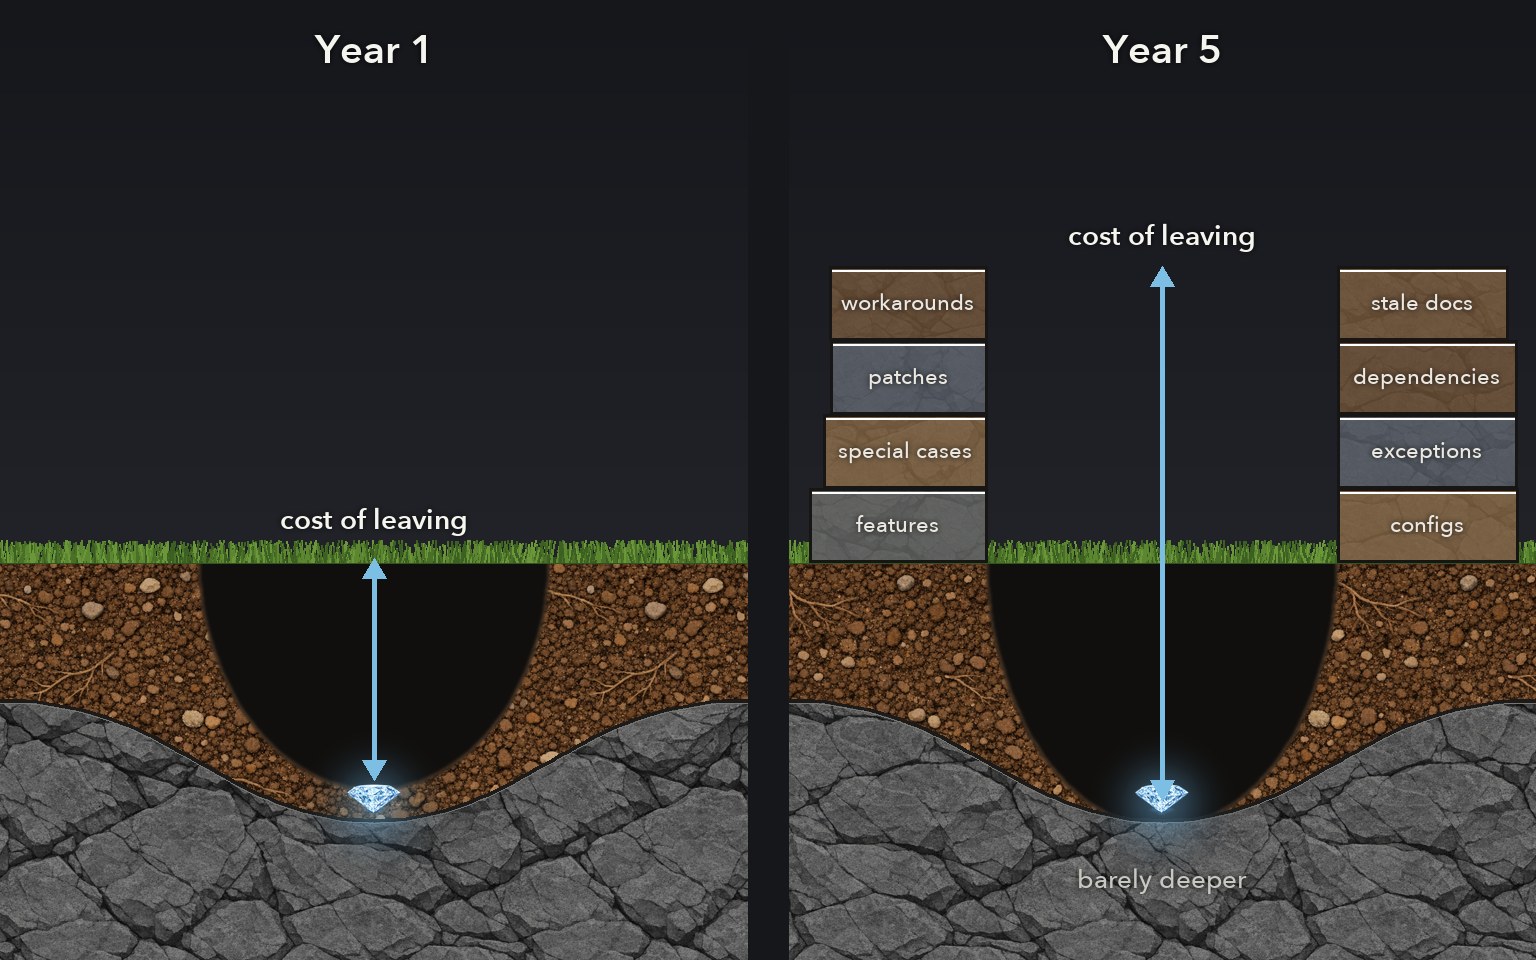 Year 1
cost of leaving
Year 5
cost of leaving
workarounds
patches
special cases
features
stale docs
dependencies
exceptions
configs
barely deeper